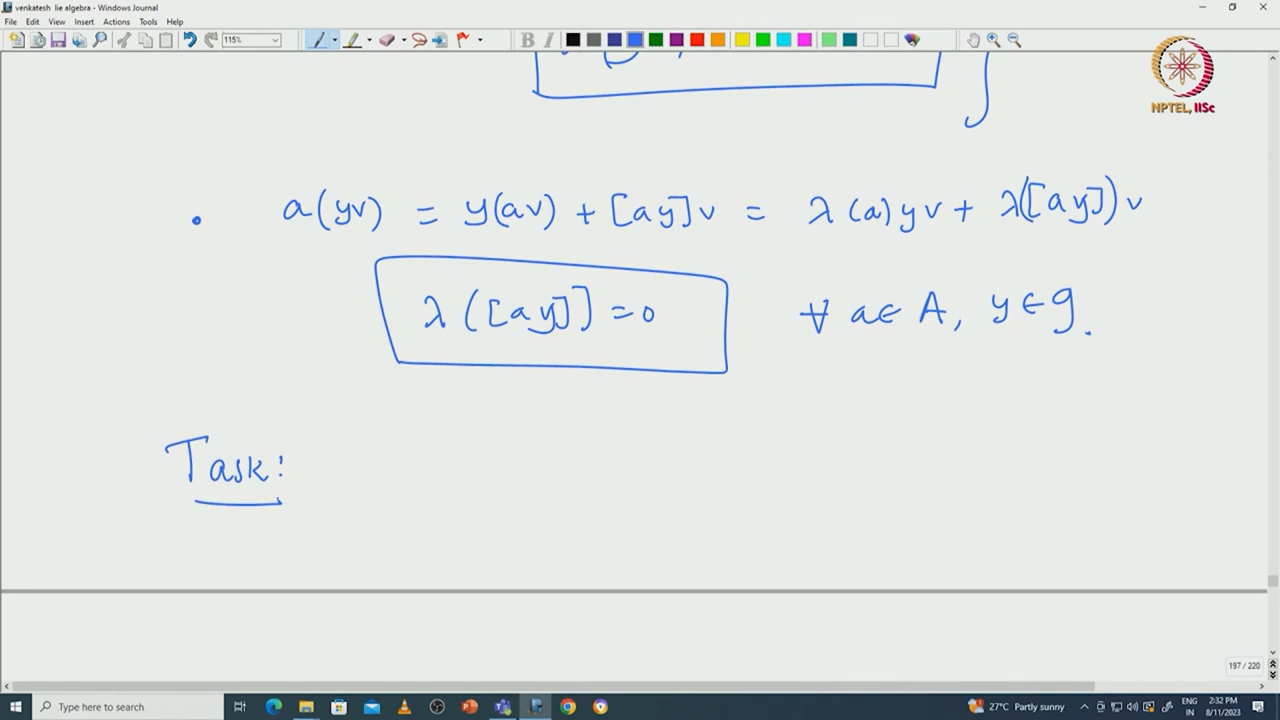 venkatesh lie algebra - Windows Journal
File Edit View Insert Actions Tools Help
115%
B I
NPTEL, IISc
• a(yv) = y(av) + [ay]v = λ(a)yv + λ([ay])v
λ([ay]) = 0 ∀ a ∈ A, y ∈ g.
Task:
197 / 220
Type here to search
27°C Partly sunny
ENG
IN
2:32 PM
8/11/2023